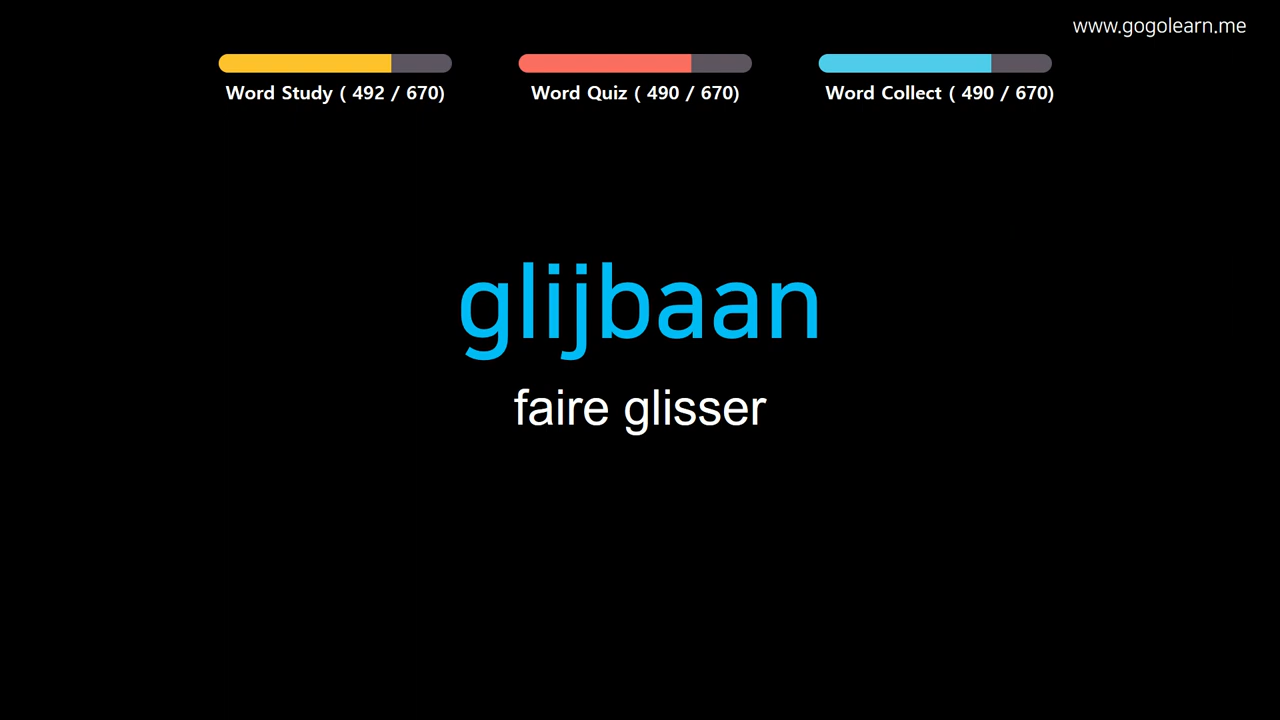 www.gogolearn.me
Word Study ( 492 / 670)
Word Quiz ( 490 / 670)
Word Collect ( 490 / 670)
glijbaan
faire glisser